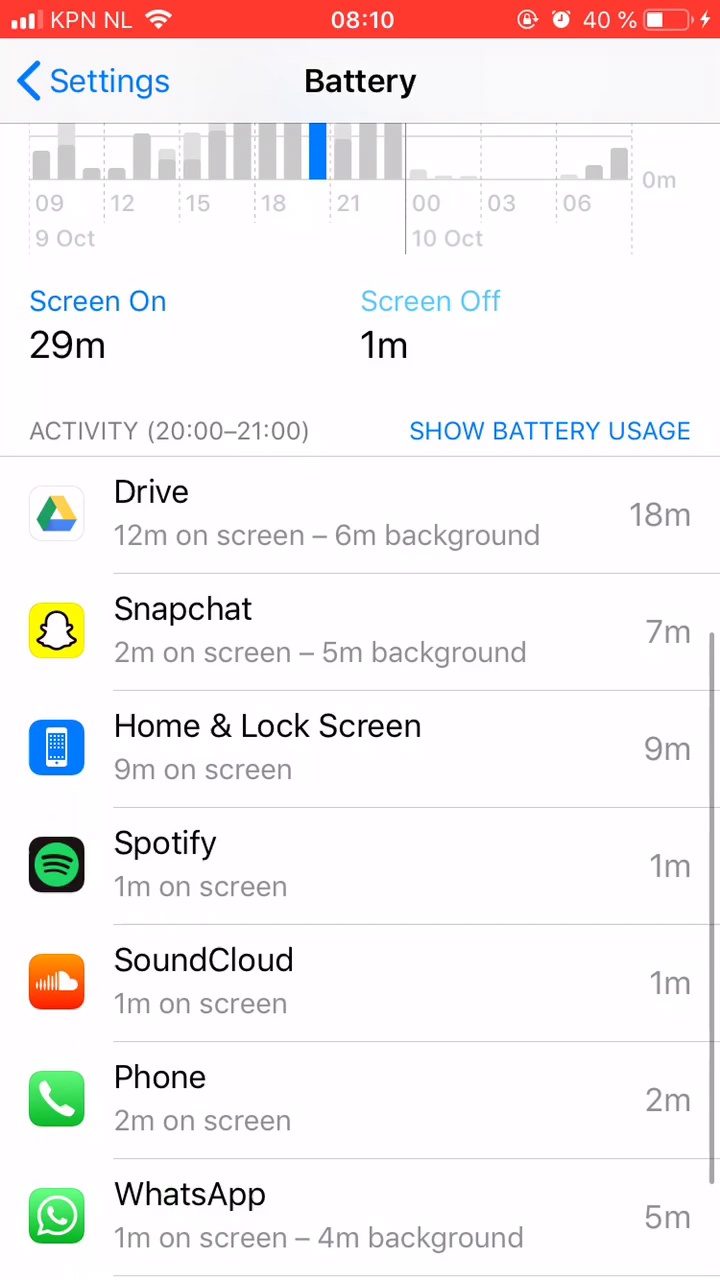 KPN NL 08:10 40 %
Settings Battery
0m
09 12 15 18 21 00 03 06
9 Oct 10 Oct
Screen On Screen Off
29m 1m
ACTIVITY (20:00–21:00) SHOW BATTERY USAGE
Drive
12m on screen – 6m background 18m
Snapchat
2m on screen – 5m background 7m
Home & Lock Screen
9m on screen 9m
Spotify
1m on screen 1m
SoundCloud
1m on screen 1m
Phone
2m on screen 2m
WhatsApp
1m on screen – 4m background 5m